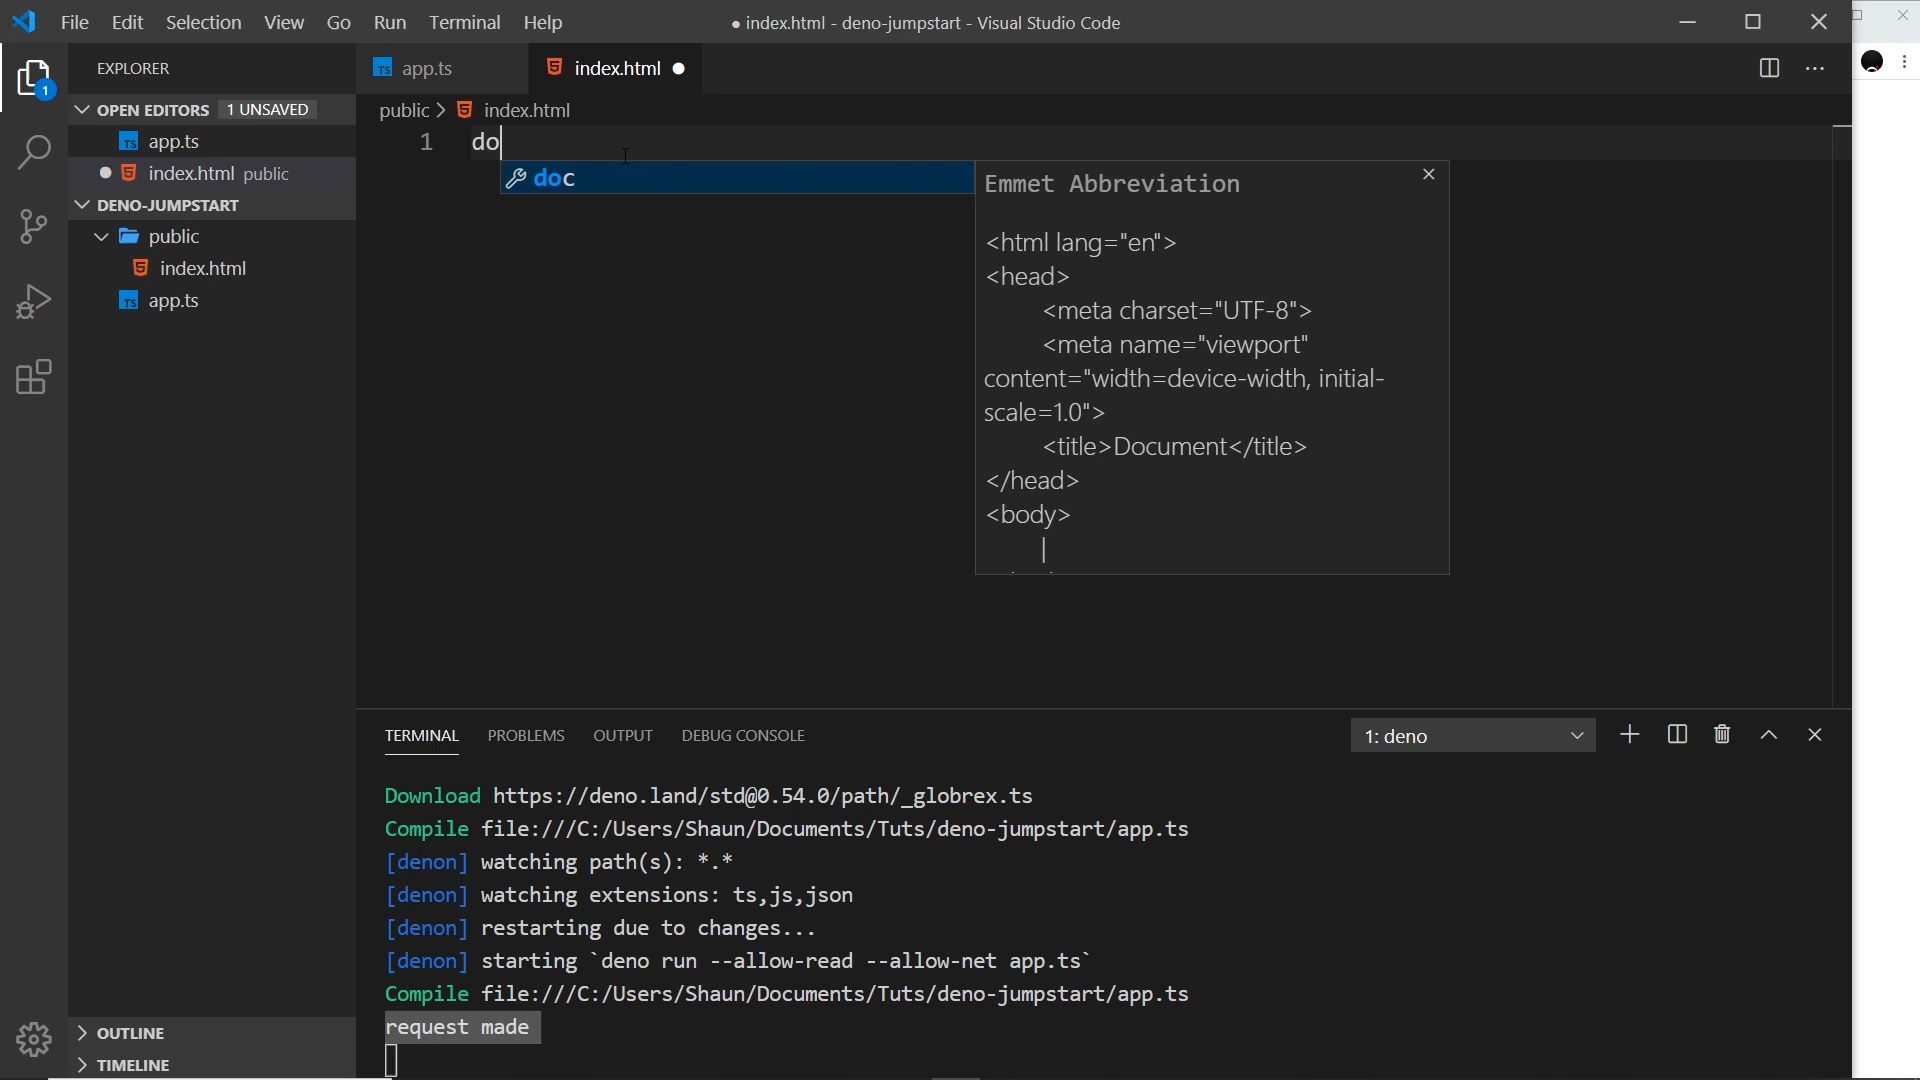 File Edit Selection View Go Run Terminal Help
● index.html - deno-jumpstart - Visual Studio Code
EXPLORER
OPEN EDITORS 1 UNSAVED
TS app.ts
index.html public
DENO-JUMPSTART
public
index.html
TS app.ts
OUTLINE
TIMELINE
1
TS app.ts
index.html ●
public > index.html
1 do
doc
Emmet Abbreviation
<html lang="en">
<head>
<meta charset="UTF-8">
<meta name="viewport"
content="width=device-width, initial-
scale=1.0">
<title>Document</title>
</head>
<body>
|
TERMINAL PROBLEMS OUTPUT DEBUG CONSOLE
1: deno
Download https://deno.land/std@0.54.0/path/_globrex.ts
Compile file:///C:/Users/Shaun/Documents/Tuts/deno-jumpstart/app.ts
[denon] watching path(s): *.*
[denon] watching extensions: ts,js,json
[denon] restarting due to changes...
[denon] starting `deno run --allow-read --allow-net app.ts`
Compile file:///C:/Users/Shaun/Documents/Tuts/deno-jumpstart/app.ts
request made